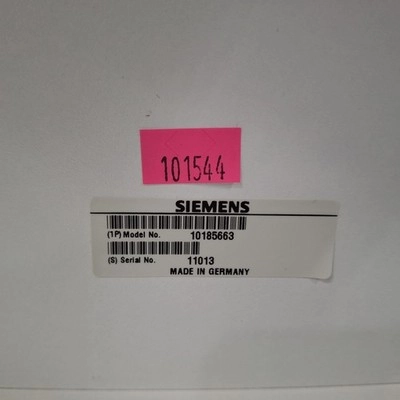 101544
SIEMENS
(1P) Model No. 10185663
(S) Serial No. 11013
MADE IN GERMANY